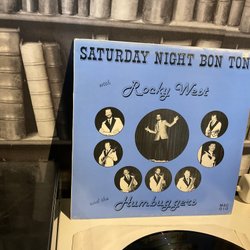 SATURDAY NIGHT BON TON
with
Rocky West
and the
Humbuggers